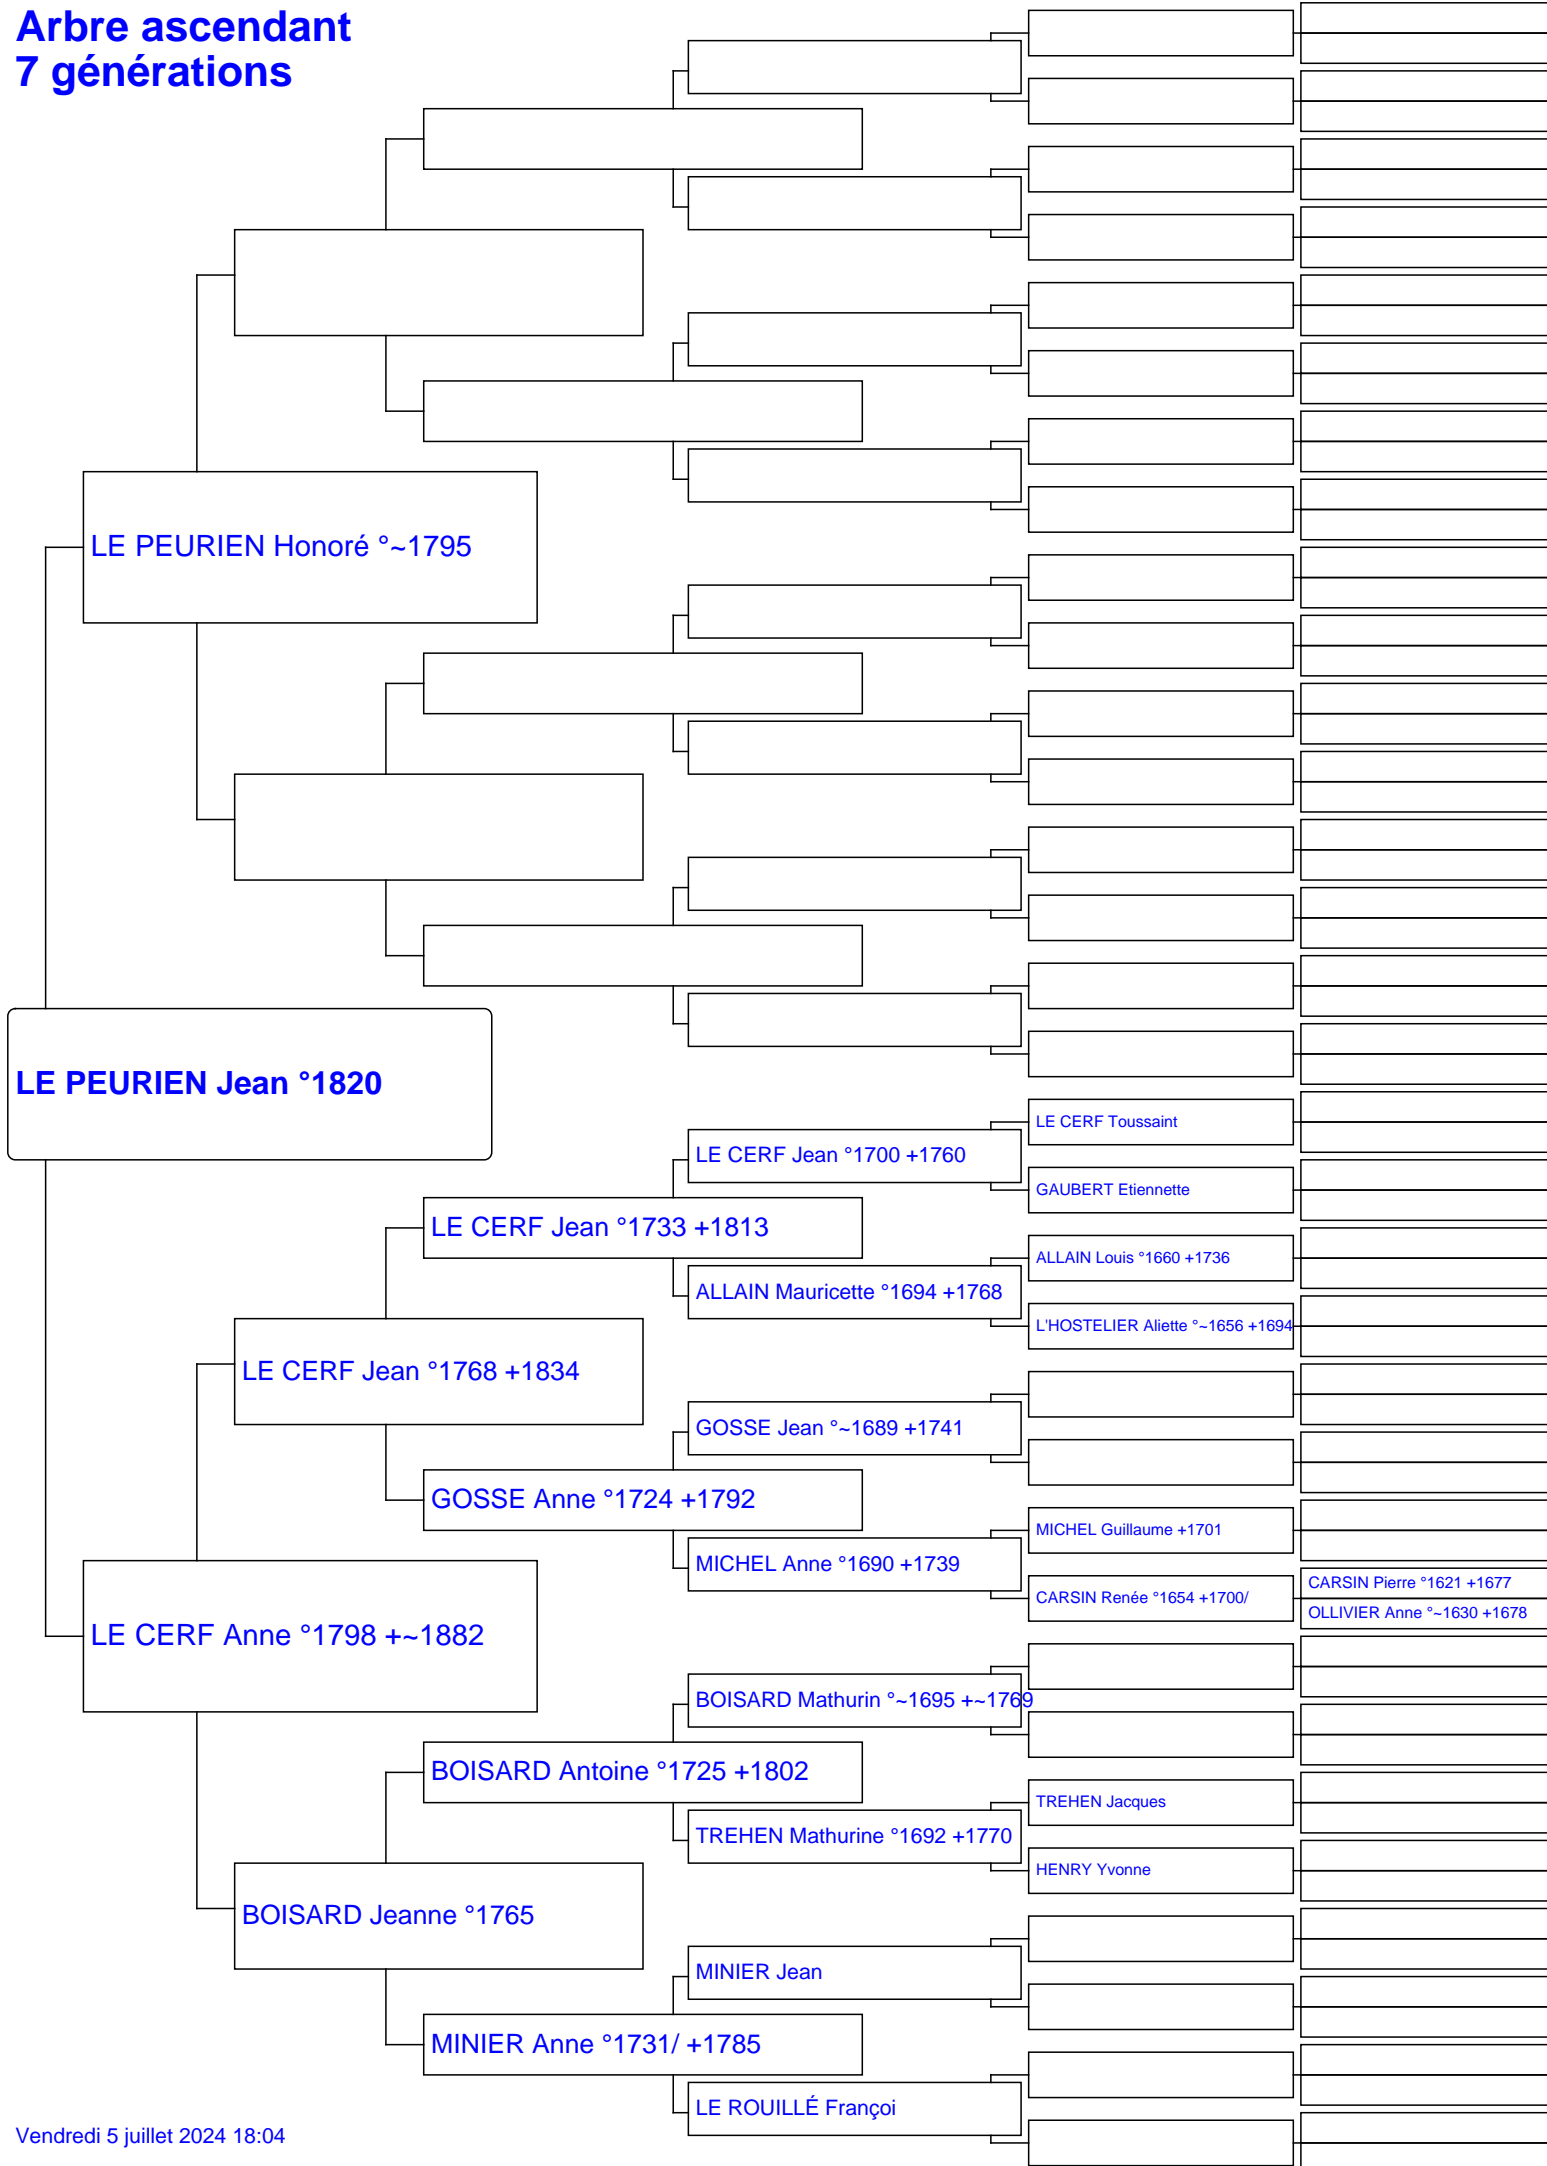 Arbre ascendant
7 générations
LE PEURIEN Honoré °~1795
LE PEURIEN Jean °1820
LE CERF Toussaint
LE CERF Jean °1700 +1760
GAUBERT Etiennette
LE CERF Jean °1733 +1813
ALLAIN Louis °1660 +1736
ALLAIN Mauricette °1694 +1768
L'HOSTELIER Aliette °~1656 +1694
LE CERF Jean °1768 +1834
GOSSE Jean °~1689 +1741
GOSSE Anne °1724 +1792
MICHEL Guillaume +1701
MICHEL Anne °1690 +1739
CARSIN Pierre °1621 +1677
CARSIN Renée °1654 +1700/
OLLIVIER Anne °~1630 +1678
LE CERF Anne °1798 +~1882
BOISARD Mathurin °~1695 +~1769
BOISARD Antoine °1725 +1802
TREHEN Jacques
TREHEN Mathurine °1692 +1770
HENRY Yvonne
BOISARD Jeanne °1765
MINIER Jean
MINIER Anne °1731/ +1785
LE ROUILLÉ Françoi
Vendredi 5 juillet 2024 18:04